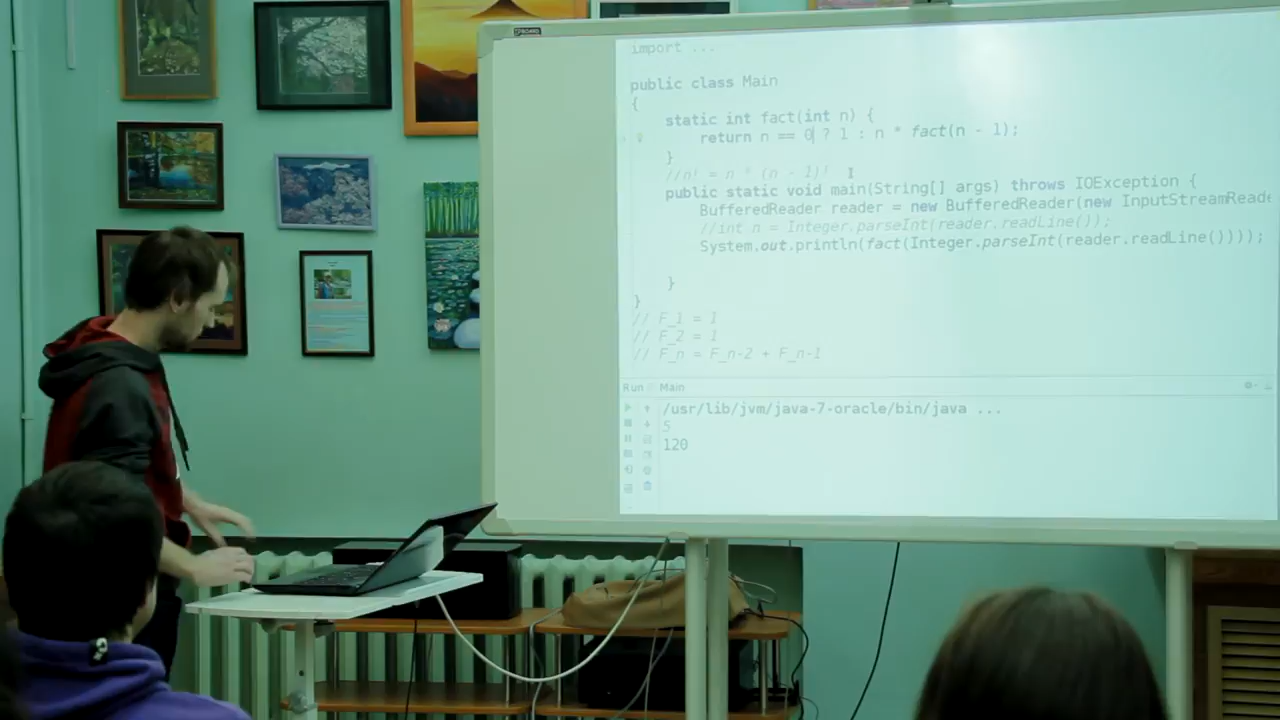 BOARD
import ...
public class Main
{
static int fact(int n) {
return n == 0 ? 1 : n * fact(n - 1);
}
//n! = n * (n - 1)!
public static void main(String[] args) throws IOException {
BufferedReader reader = new BufferedReader(new InputStreamReade
//int n = Integer.parseInt(reader.readLine());
System.out.println(fact(Integer.parseInt(reader.readLine())));
}
}
// F_1 = 1
// F_2 = 1
// F_n = F_n-2 + F_n-1
Run Main
/usr/lib/jvm/java-7-oracle/bin/java ...
5
120